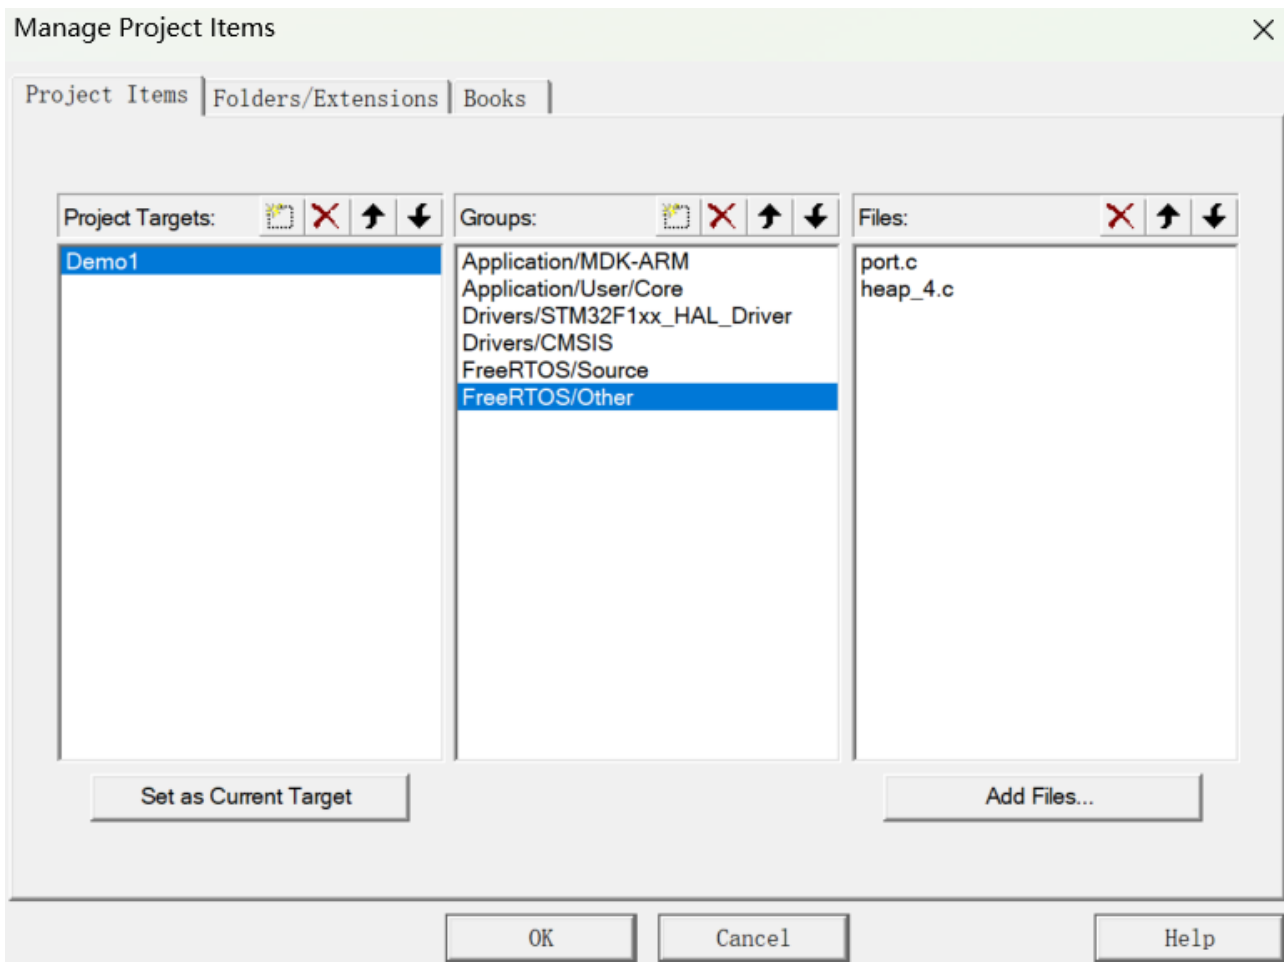 Manage Project Items
Project Items
Folders/Extensions
Books
Project Targets:
Demo1
Set as Current Target
Groups:
Application/MDK-ARM
Application/User/Core
Drivers/STM32F1xx_HAL_Driver
Drivers/CMSIS
FreeRTOS/Source
FreeRTOS/Other
Files:
port.c
heap_4.c
Add Files...
OK
Cancel
Help